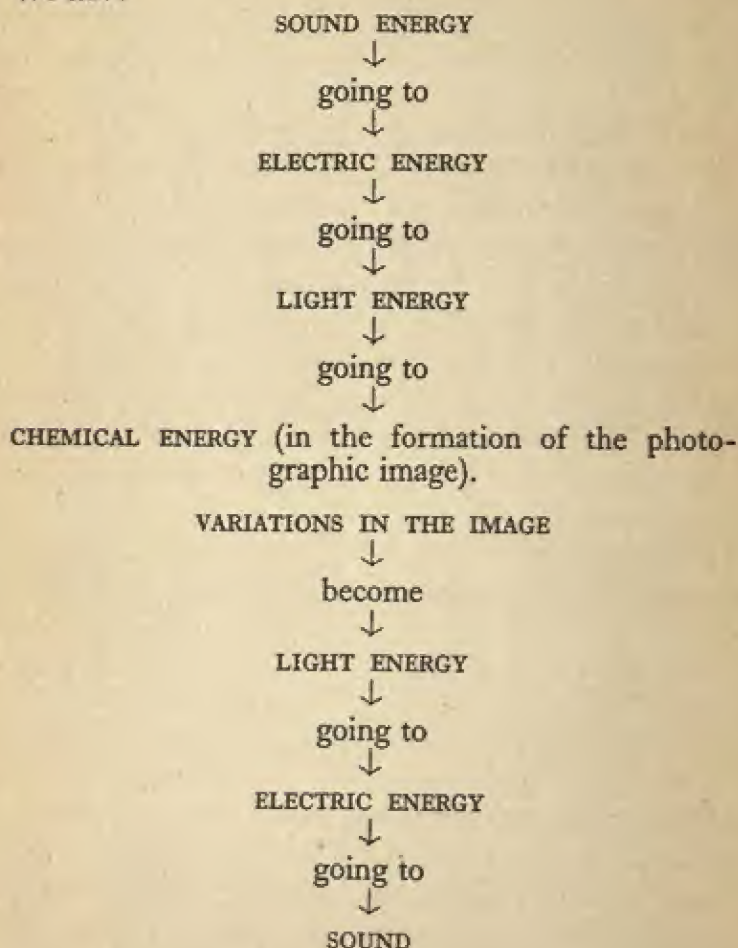 SOUND ENERGY
↓
going to
↓
ELECTRIC ENERGY
↓
going to
↓
LIGHT ENERGY
↓
going to
↓
CHEMICAL ENERGY (in the formation of the photo-
graphic image).
VARIATIONS IN THE IMAGE
↓
become
↓
LIGHT ENERGY
↓
going to
↓
ELECTRIC ENERGY
↓
going to
↓
SOUND